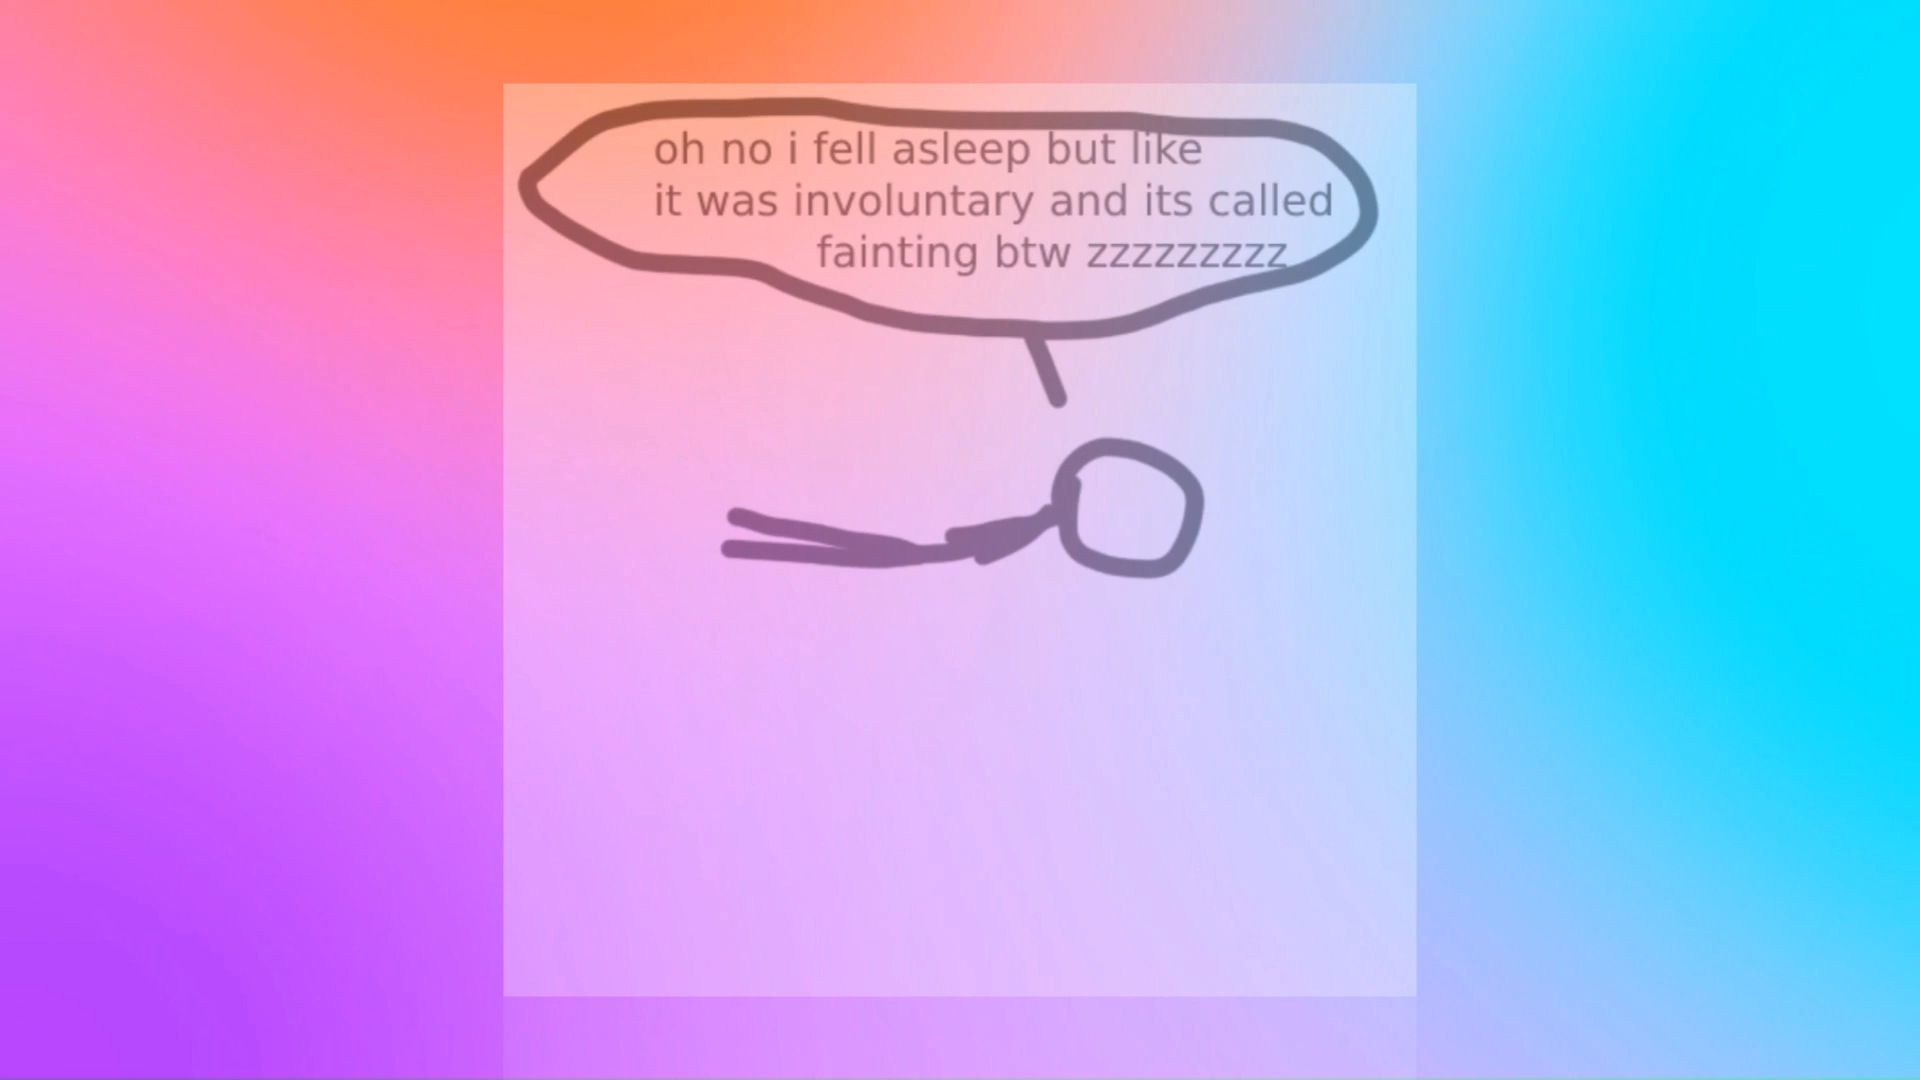 oh no i fell asleep but like
it was involuntary and its called
fainting btw zzzzzzzzz